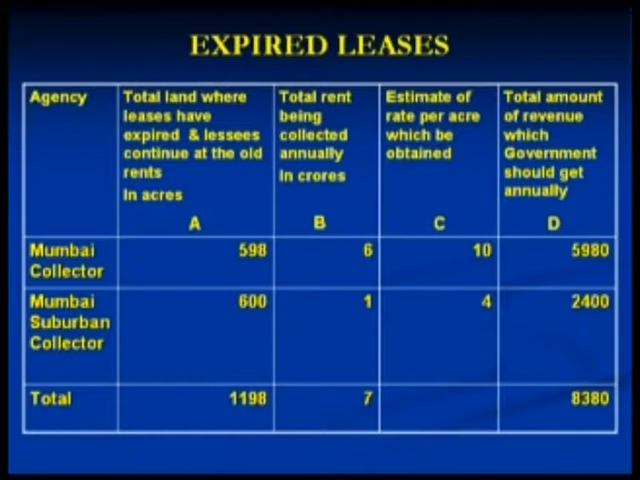 EXPIRED LEASES
Agency
Total land where
leases have
expired & lessees
continue at the old
rents
In acres
A
Total rent
being
collected
annually
In crores
B
Estimate of
rate per acre
which be
obtained
C
Total amount
of revenue
which
Government
should get
annually
D
Mumbai
Collector
598
6
10
5980
Mumbai
Suburban
Collector
600
1
4
2400
Total
1198
7
8380